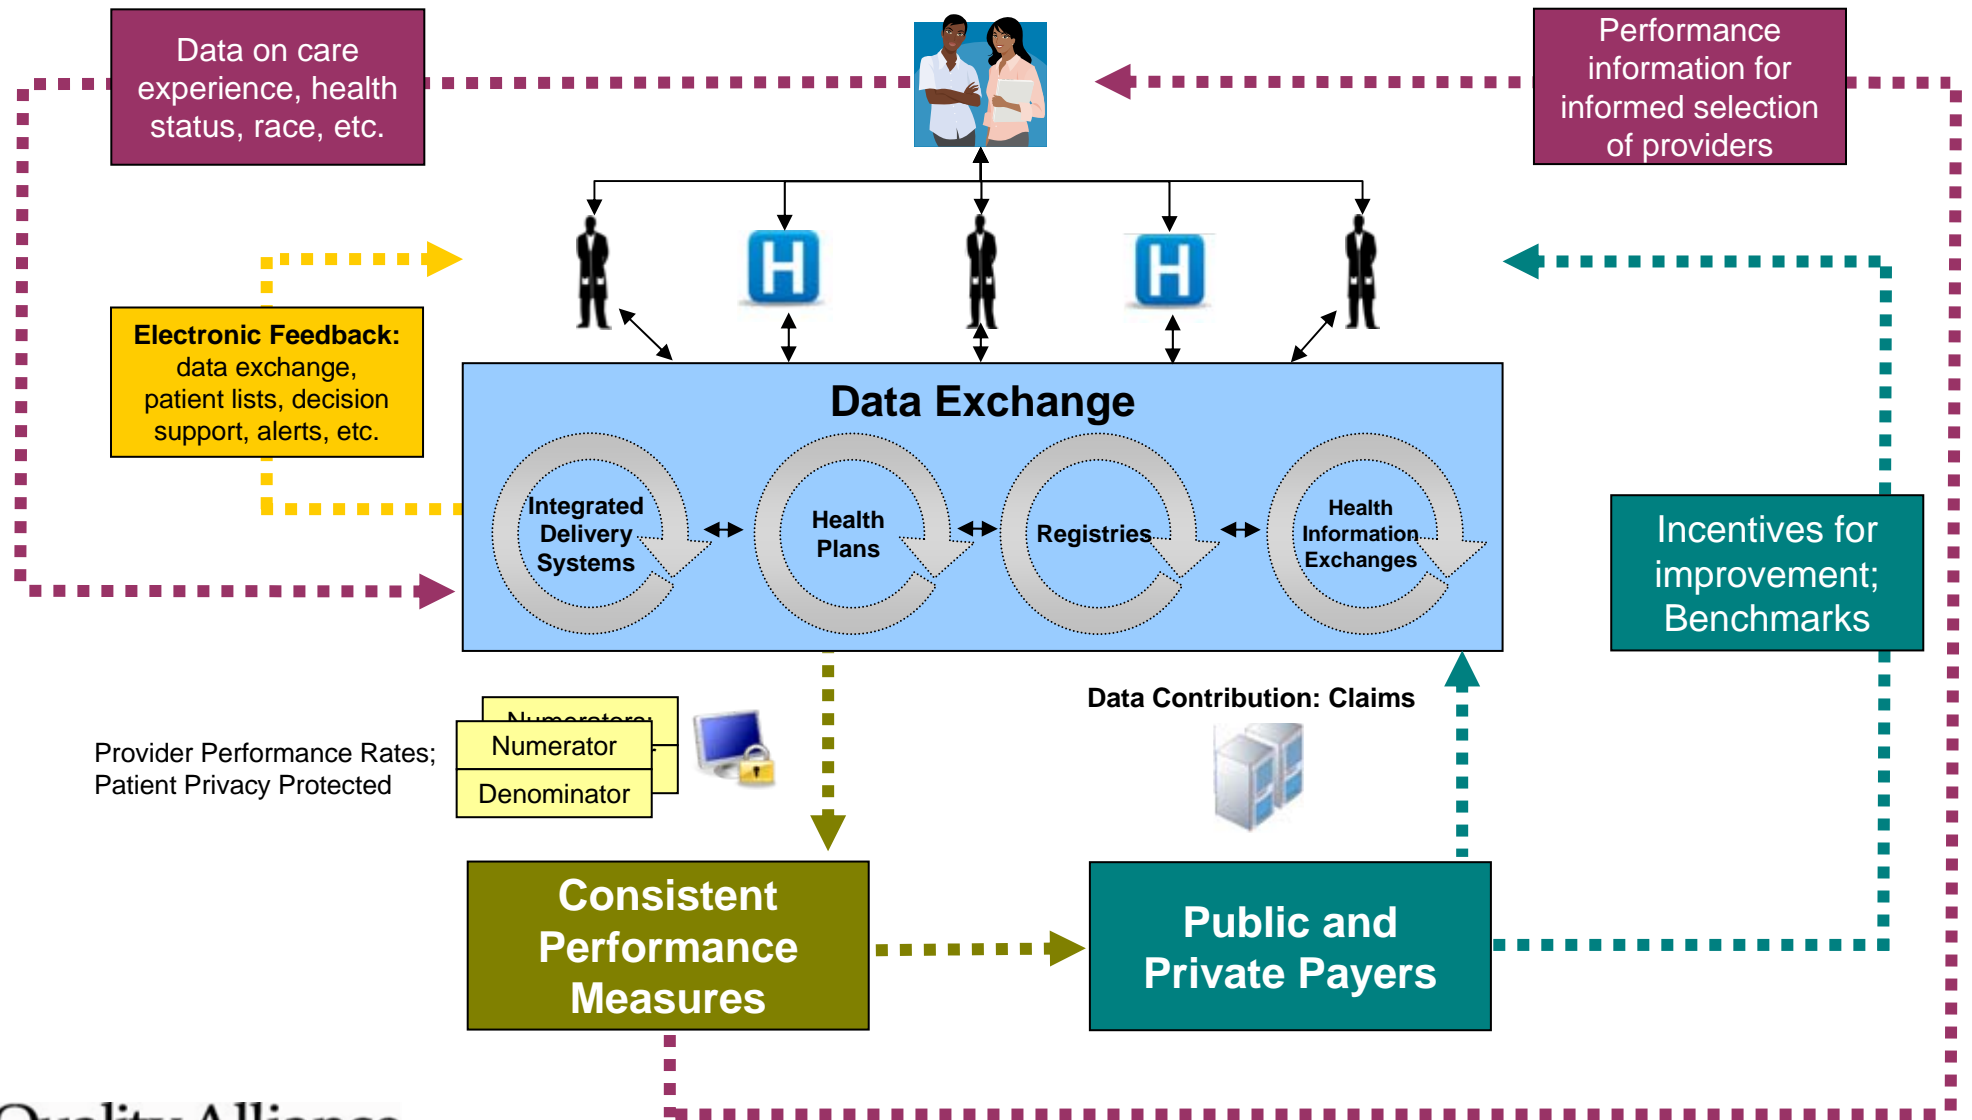 Data on care
experience, health
status, race, etc.
Performance
information for
informed selection
of providers
H
H
Electronic Feedback:
data exchange,
patient lists, decision
support, alerts, etc.
Data Exchange
Integrated
Delivery
Systems
Health
Plans
Registries
Health
Information
Exchanges
Incentives for
improvement;
Benchmarks
Data Contribution: Claims
Provider Performance Rates;
Patient Privacy Protected
Numerators:
Numerator
Denominator
Consistent
Performance
Measures
Public and
Private Payers
Quality Alliance